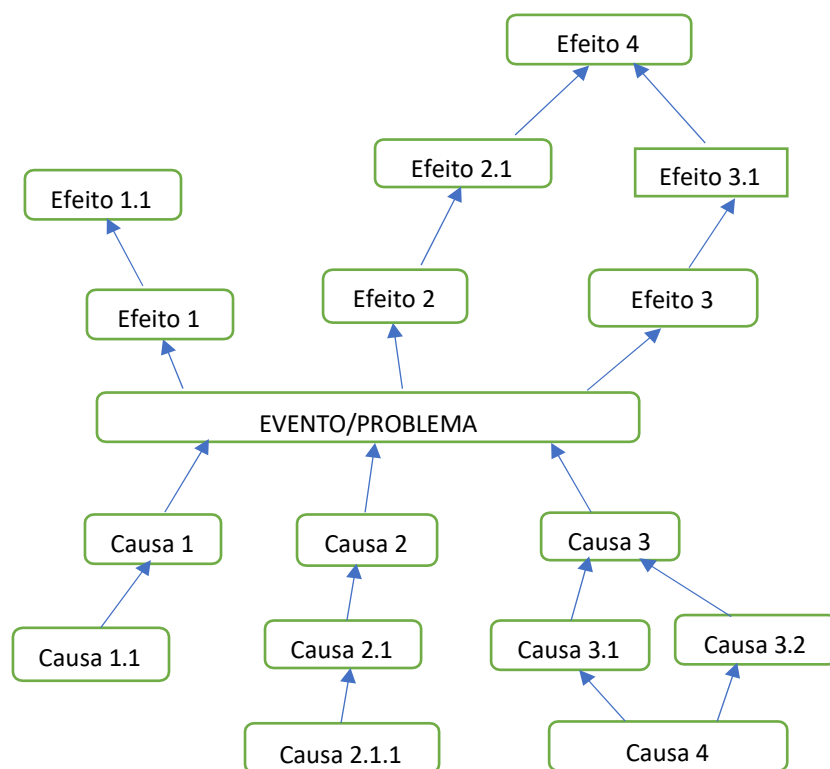 Efeito 4
Efeito 2.1
Efeito 3.1
Efeito 1.1
Efeito 2
Efeito 3
Efeito 1
EVENTO/PROBLEMA
Causa 1
Causa 2
Causa 3
Causa 1.1
Causa 2.1
Causa 3.1
Causa 3.2
Causa 2.1.1
Causa 4